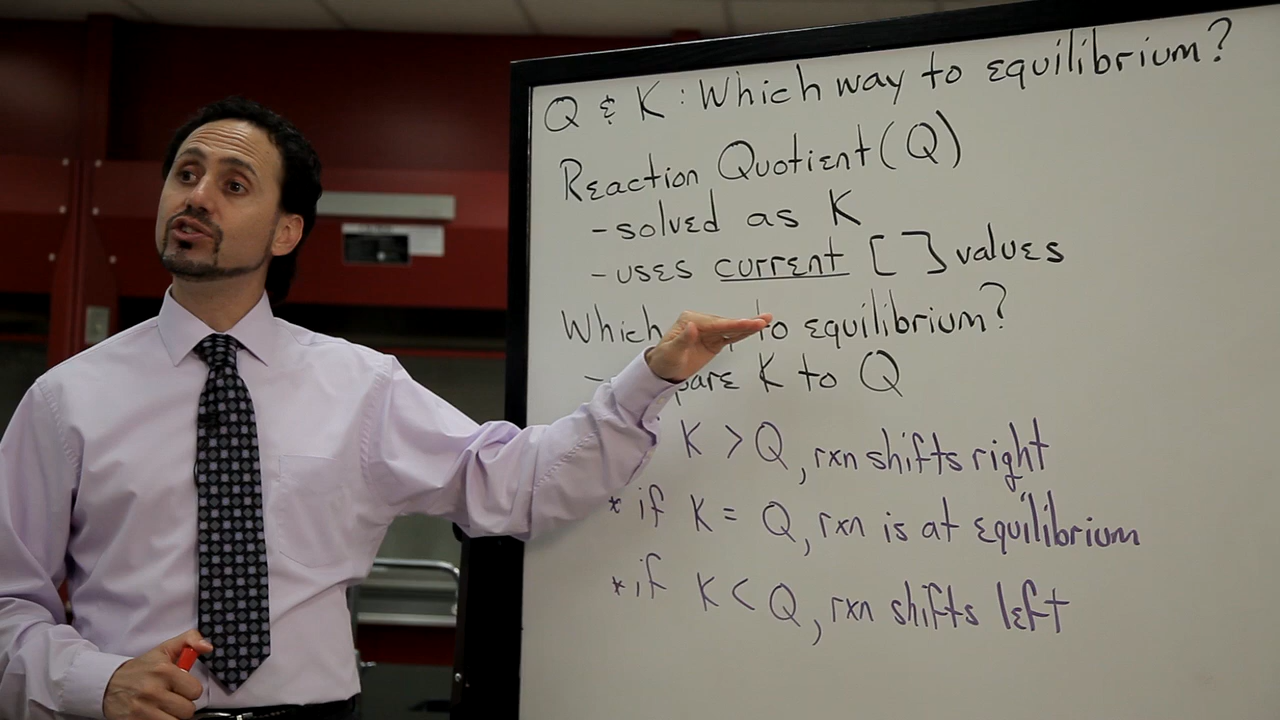 Q & K: Which way to equilibrium?
Reaction Quotient (Q)
- solved as K
- uses current [ ] values
Which to equilibrium?
- K to Q
K > Q, rxn shifts right
* if K = Q, rxn is at equilibrium
* if K < Q, rxn shifts left